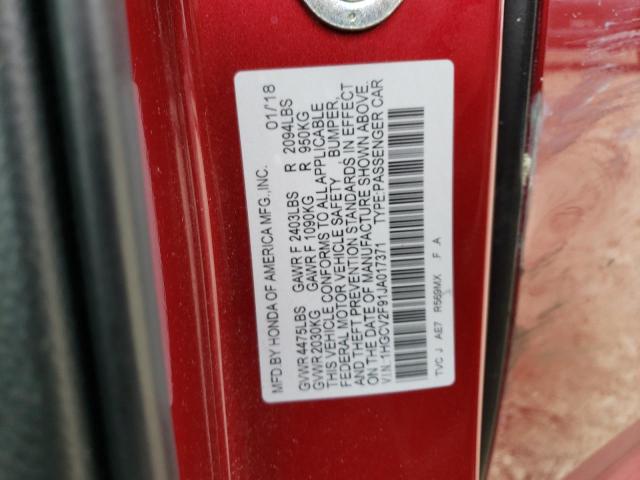 MFD BY HONDA OF AMERICA MFG.,INC. 01/18
GVWR 4475LBS GAWR F 2403LBS R 2094LBS
GVWR 2030KG GAWR F 1090KG R 950KG
THIS VEHICLE CONFORMS TO ALL APPLICABLE
FEDERAL MOTOR VEHICLE SAFETY, BUMPER,
AND THEFT PREVENTION STANDARDS IN EFFECT
ON THE DATE OF MANUFACTURE SHOWN ABOVE.
V.I.N.:1HGCV2F91JA017371 TYPE:PASSENGER CAR
TVC J AE7 R569MX F A